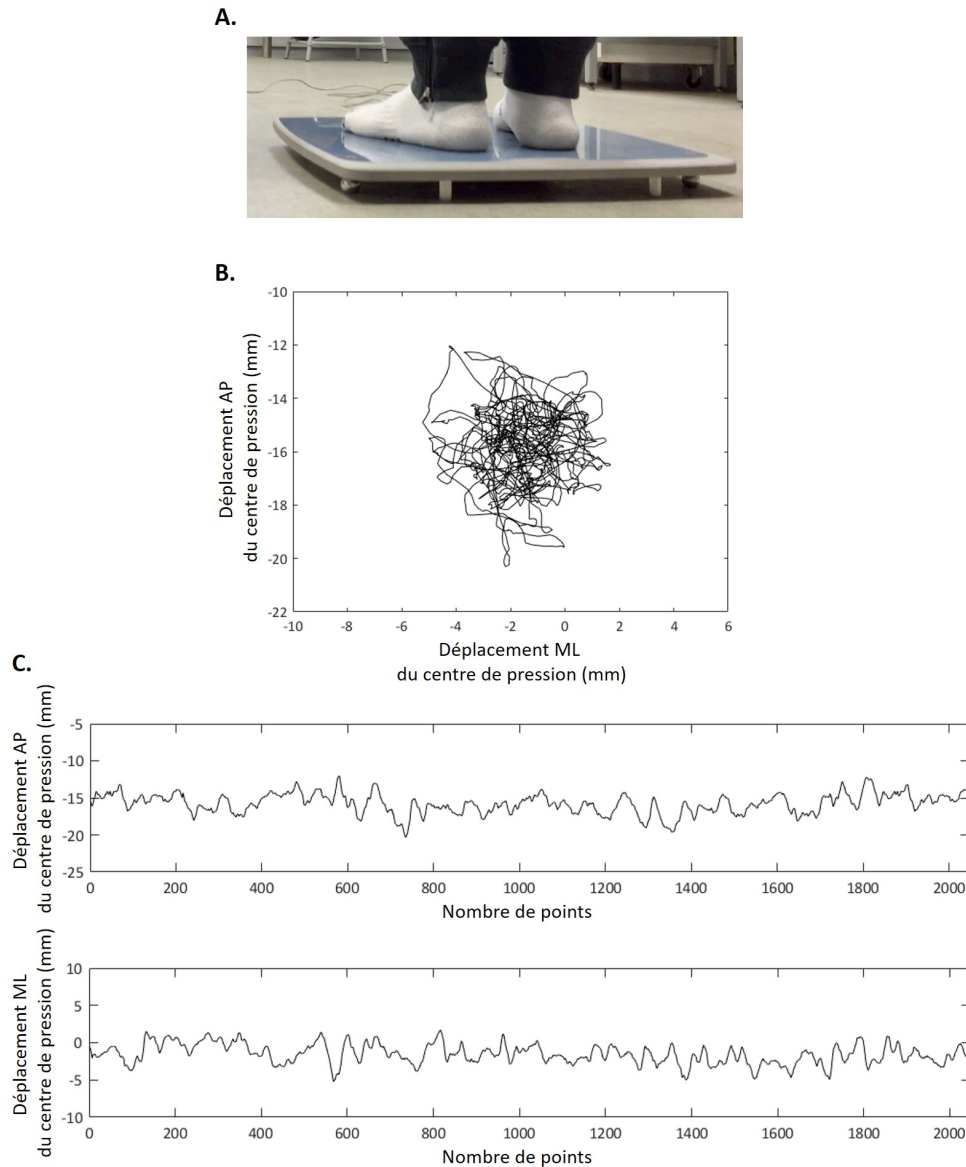 A.
B.
-10
-12
-14
-16
-18
-20
-22
Déplacement AP
du centre de pression (mm)
-10 -8 -6 -4 -2 0 2 4 6
Déplacement ML
du centre de pression (mm)
C.
Déplacement AP
du centre de pression (mm)
-5
-10
-15
-20
-25
0 200 400 600 800 1000 1200 1400 1600 1800 2000
Nombre de points
Déplacement ML
du centre de pression (mm)
10
5
0
-5
-10
0 200 400 600 800 1000 1200 1400 1600 1800 2000
Nombre de points